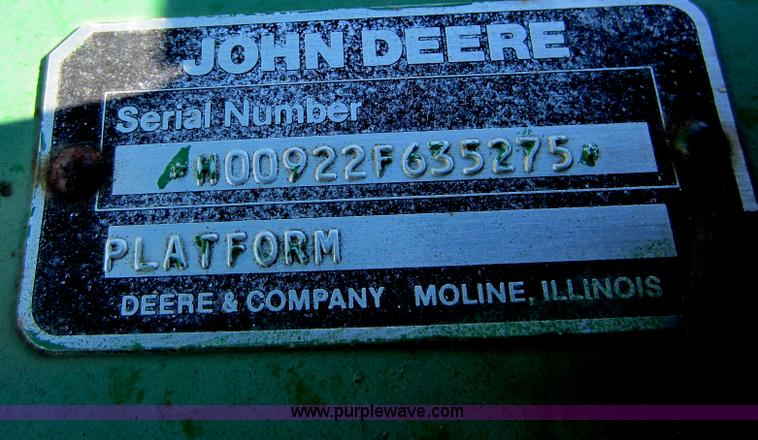 JOHN DEERE
Serial Number
*H00922F635275*
PLATFORM
DEERE & COMPANY MOLINE, ILLINOIS
www.purplewave.com